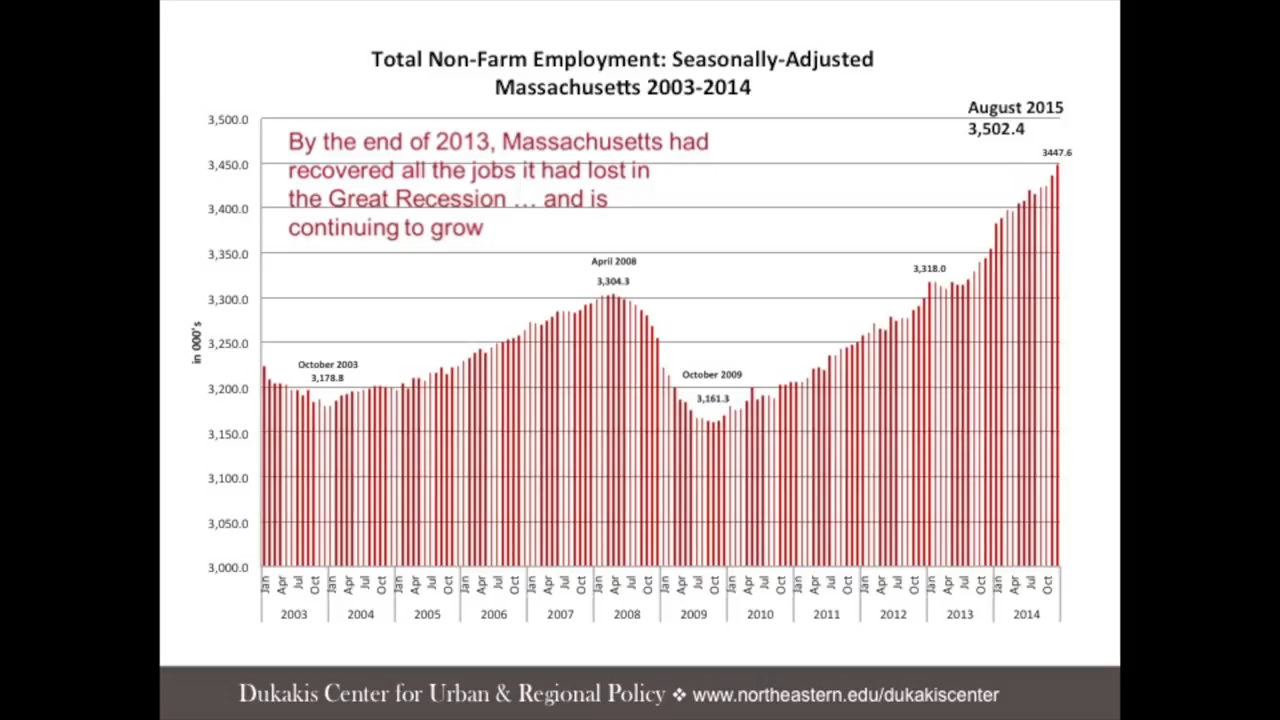 Total Non-Farm Employment: Seasonally-Adjusted
Massachusetts 2003-2014
August 2015
3,502.4
3447.6
By the end of 2013, Massachusetts had
recovered all the jobs it had lost in
the Great Recession … and is
continuing to grow
April 2008
3,304.3
3,318.0
October 2003
3,178.8
October 2009
3,161.3
in 000's
3,500.0
3,450.0
3,400.0
3,350.0
3,300.0
3,250.0
3,200.0
3,150.0
3,100.0
3,050.0
3,000.0
Jan Apr Jul Oct Jan Apr Jul Oct Jan Apr Jul Oct Jan Apr Jul Oct Jan Apr Jul Oct Jan Apr Jul Oct Jan Apr Jul Oct Jan Apr Jul Oct Jan Apr Jul Oct Jan Apr Jul Oct Jan Apr Jul Oct Jan Apr Jul Oct
2003 2004 2005 2006 2007 2008 2009 2010 2011 2012 2013 2014
Dukakis Center for Urban & Regional Policy ❖ www.northeastern.edu/dukakiscenter